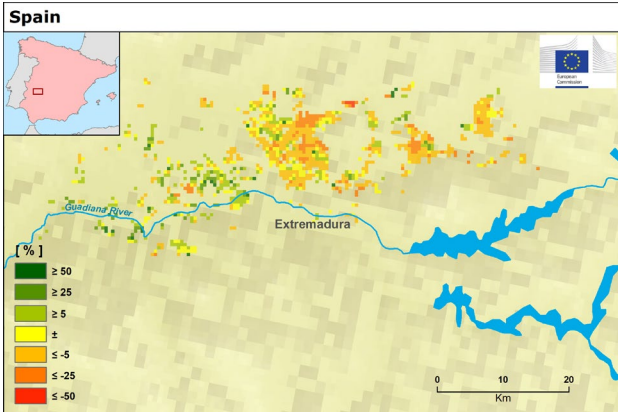 Spain
European
Commission
Guadiana River
Extremadura
[ % ]
≥ 50
≥ 25
≥ 5
±
≤ -5
≤ -25
≤ -50
0 10 20
Km